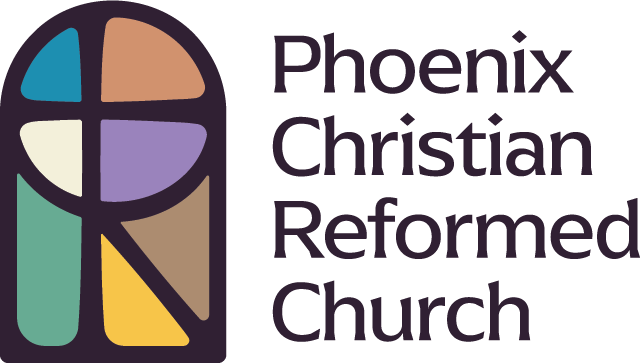 Phoenix
Christian
Reformed
Church